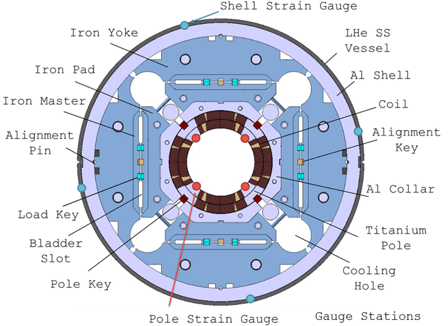 Shell Strain Gauge
Iron Yoke
LHe SS
Vessel
Iron Pad
Al Shell
Iron Master
Coil
Alignment
Pin
Alignment
Key
Load Key
Al Collar
Bladder
Slot
Titanium
Pole
Pole Key
Cooling
Hole
Pole Strain Gauge
Gauge Stations